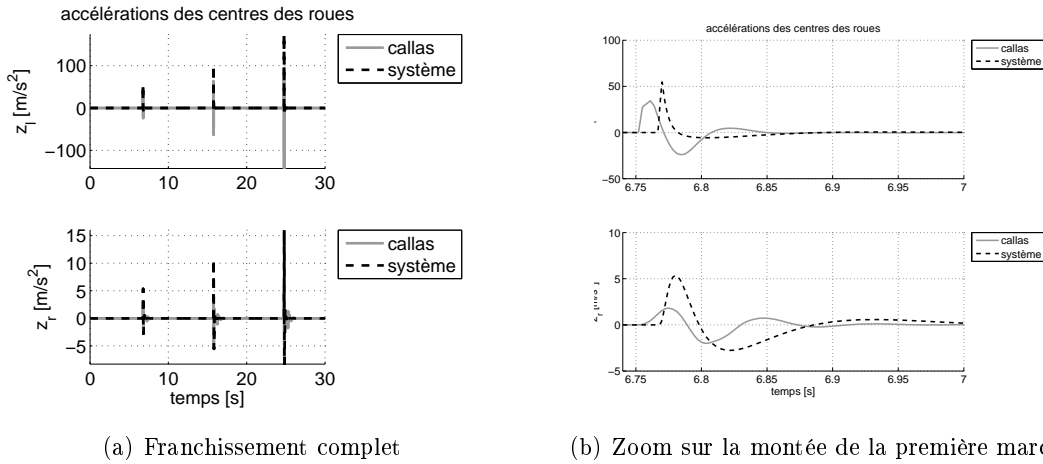 accélérations des centres des roues
callas
système
100
0
−100
z_l [m/s²]
0 10 20 30
15
10
5
0
−5
z_r [m/s²]
callas
système
0 10 20 30
temps [s]
(a) Franchissement complet
accélérations des centres des roues
callas
système
100
50
0
-50
6.75 6.8 6.85 6.9 6.95 7
10
5
0
-5
callas
système
6.75 6.8 6.85 6.9 6.95 7
temps [s]
(b) Zoom sur la montée de la première